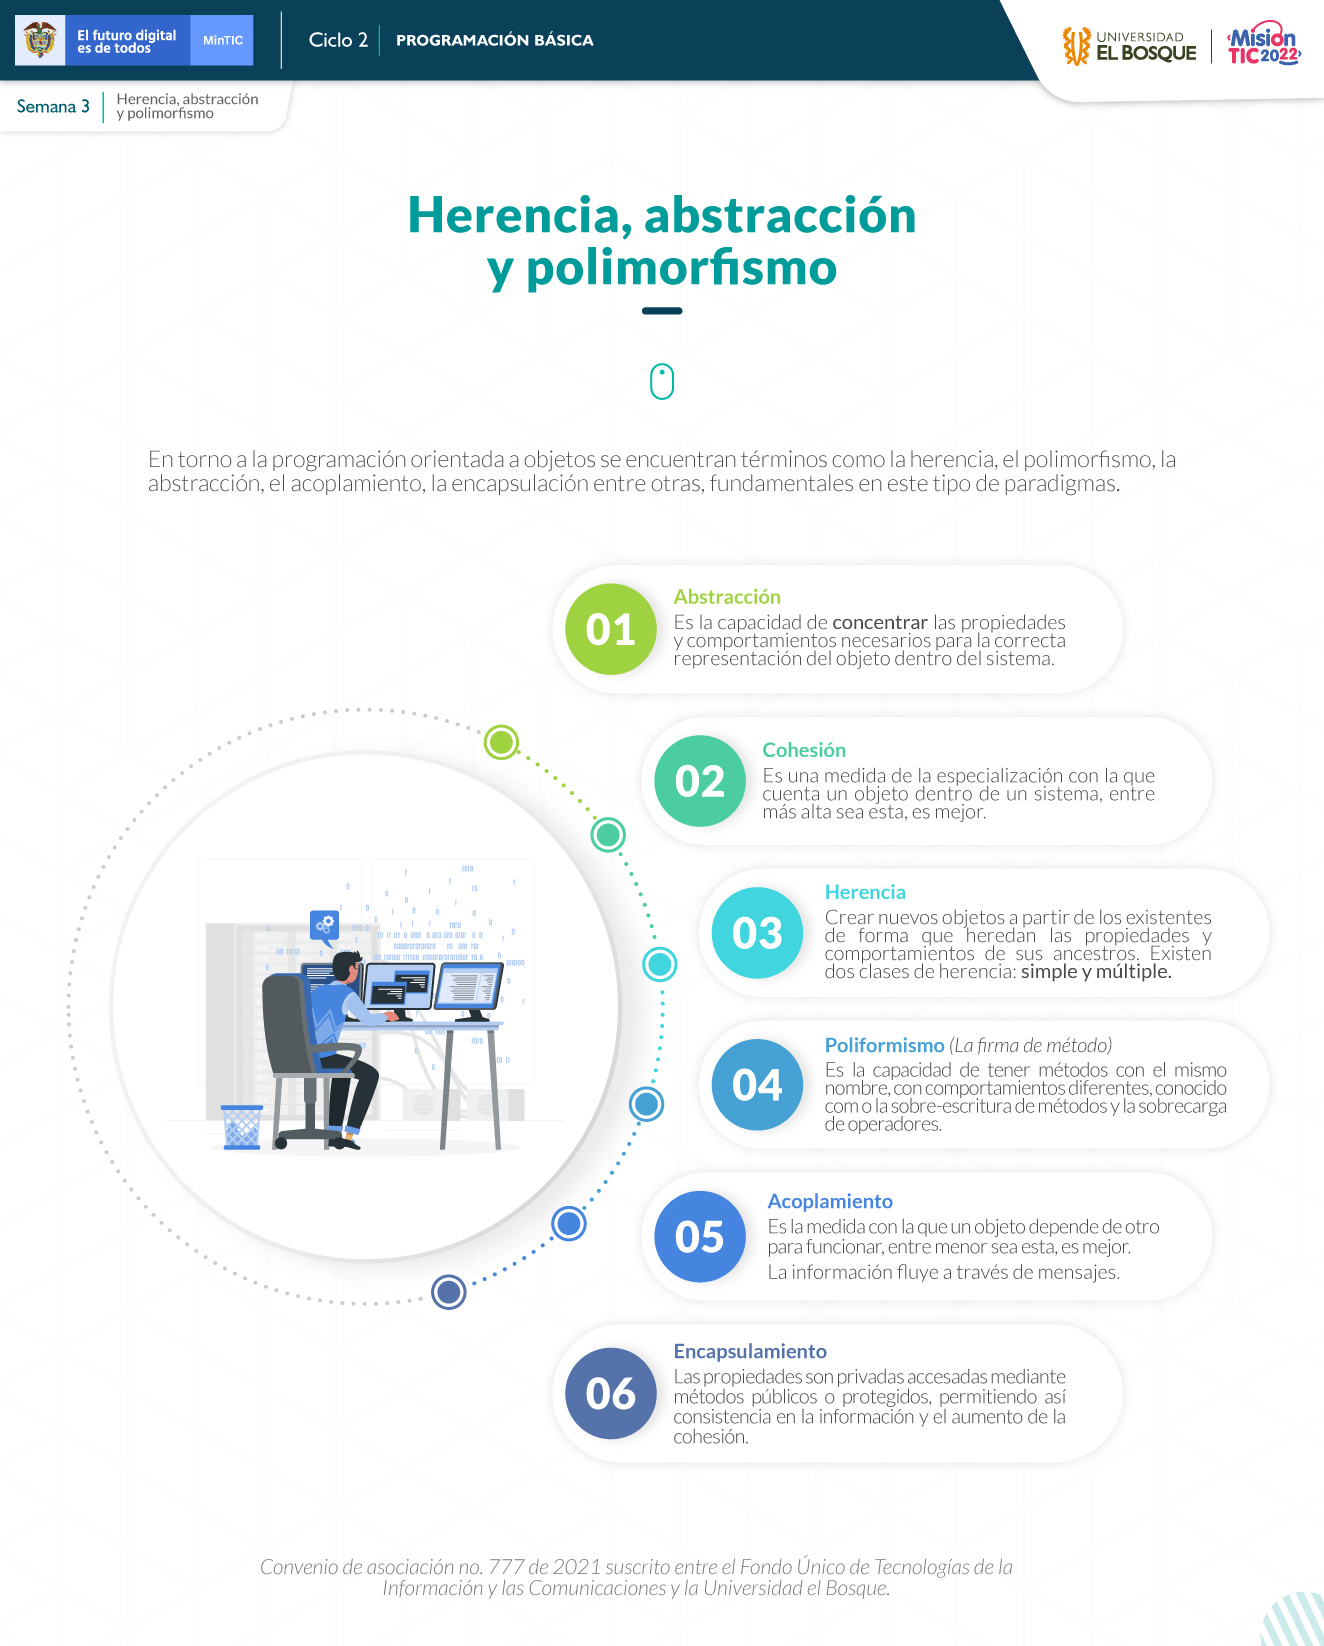 El futuro digital
es de todos
MinTIC
Ciclo 2
PROGRAMACIÓN BÁSICA
UNIVERSIDAD
EL BOSQUE
Misión
TIC 2022
Semana 3
Herencia, abstracción
y polimorfismo
Herencia, abstracción
y polimorfismo
En torno a la programación orientada a objetos se encuentran términos como la herencia, el polimorfismo, la
abstracción, el acoplamiento, la encapsulación entre otras, fundamentales en este tipo de paradigmas.
01
Abstracción
Es la capacidad de concentrar las propiedades
y comportamientos necesarios para la correcta
representación del objeto dentro del sistema.
02
Cohesión
Es una medida de la especialización con la que
cuenta un objeto dentro de un sistema, entre
más alta sea esta, es mejor.
03
Herencia
Crear nuevos objetos a partir de los existentes
de forma que heredan las propiedades y
comportamientos de sus ancestros. Existen
dos clases de herencia: simple y múltiple.
04
Poliformismo (La firma de método)
Es la capacidad de tener métodos con el mismo
nombre, con comportamientos diferentes, conocido
com o la sobre-escritura de métodos y la sobrecarga
de operadores.
05
Acoplamiento
Es la medida con la que un objeto depende de otro
para funcionar, entre menor sea esta, es mejor.
La información fluye a través de mensajes.
06
Encapsulamiento
Las propiedades son privadas accesadas mediante
métodos públicos o protegidos, permitiendo así
consistencia en la información y el aumento de la
cohesión.
Convenio de asociación no. 777 de 2021 suscrito entre el Fondo Único de Tecnologías de la
Información y las Comunicaciones y la Universidad el Bosque.